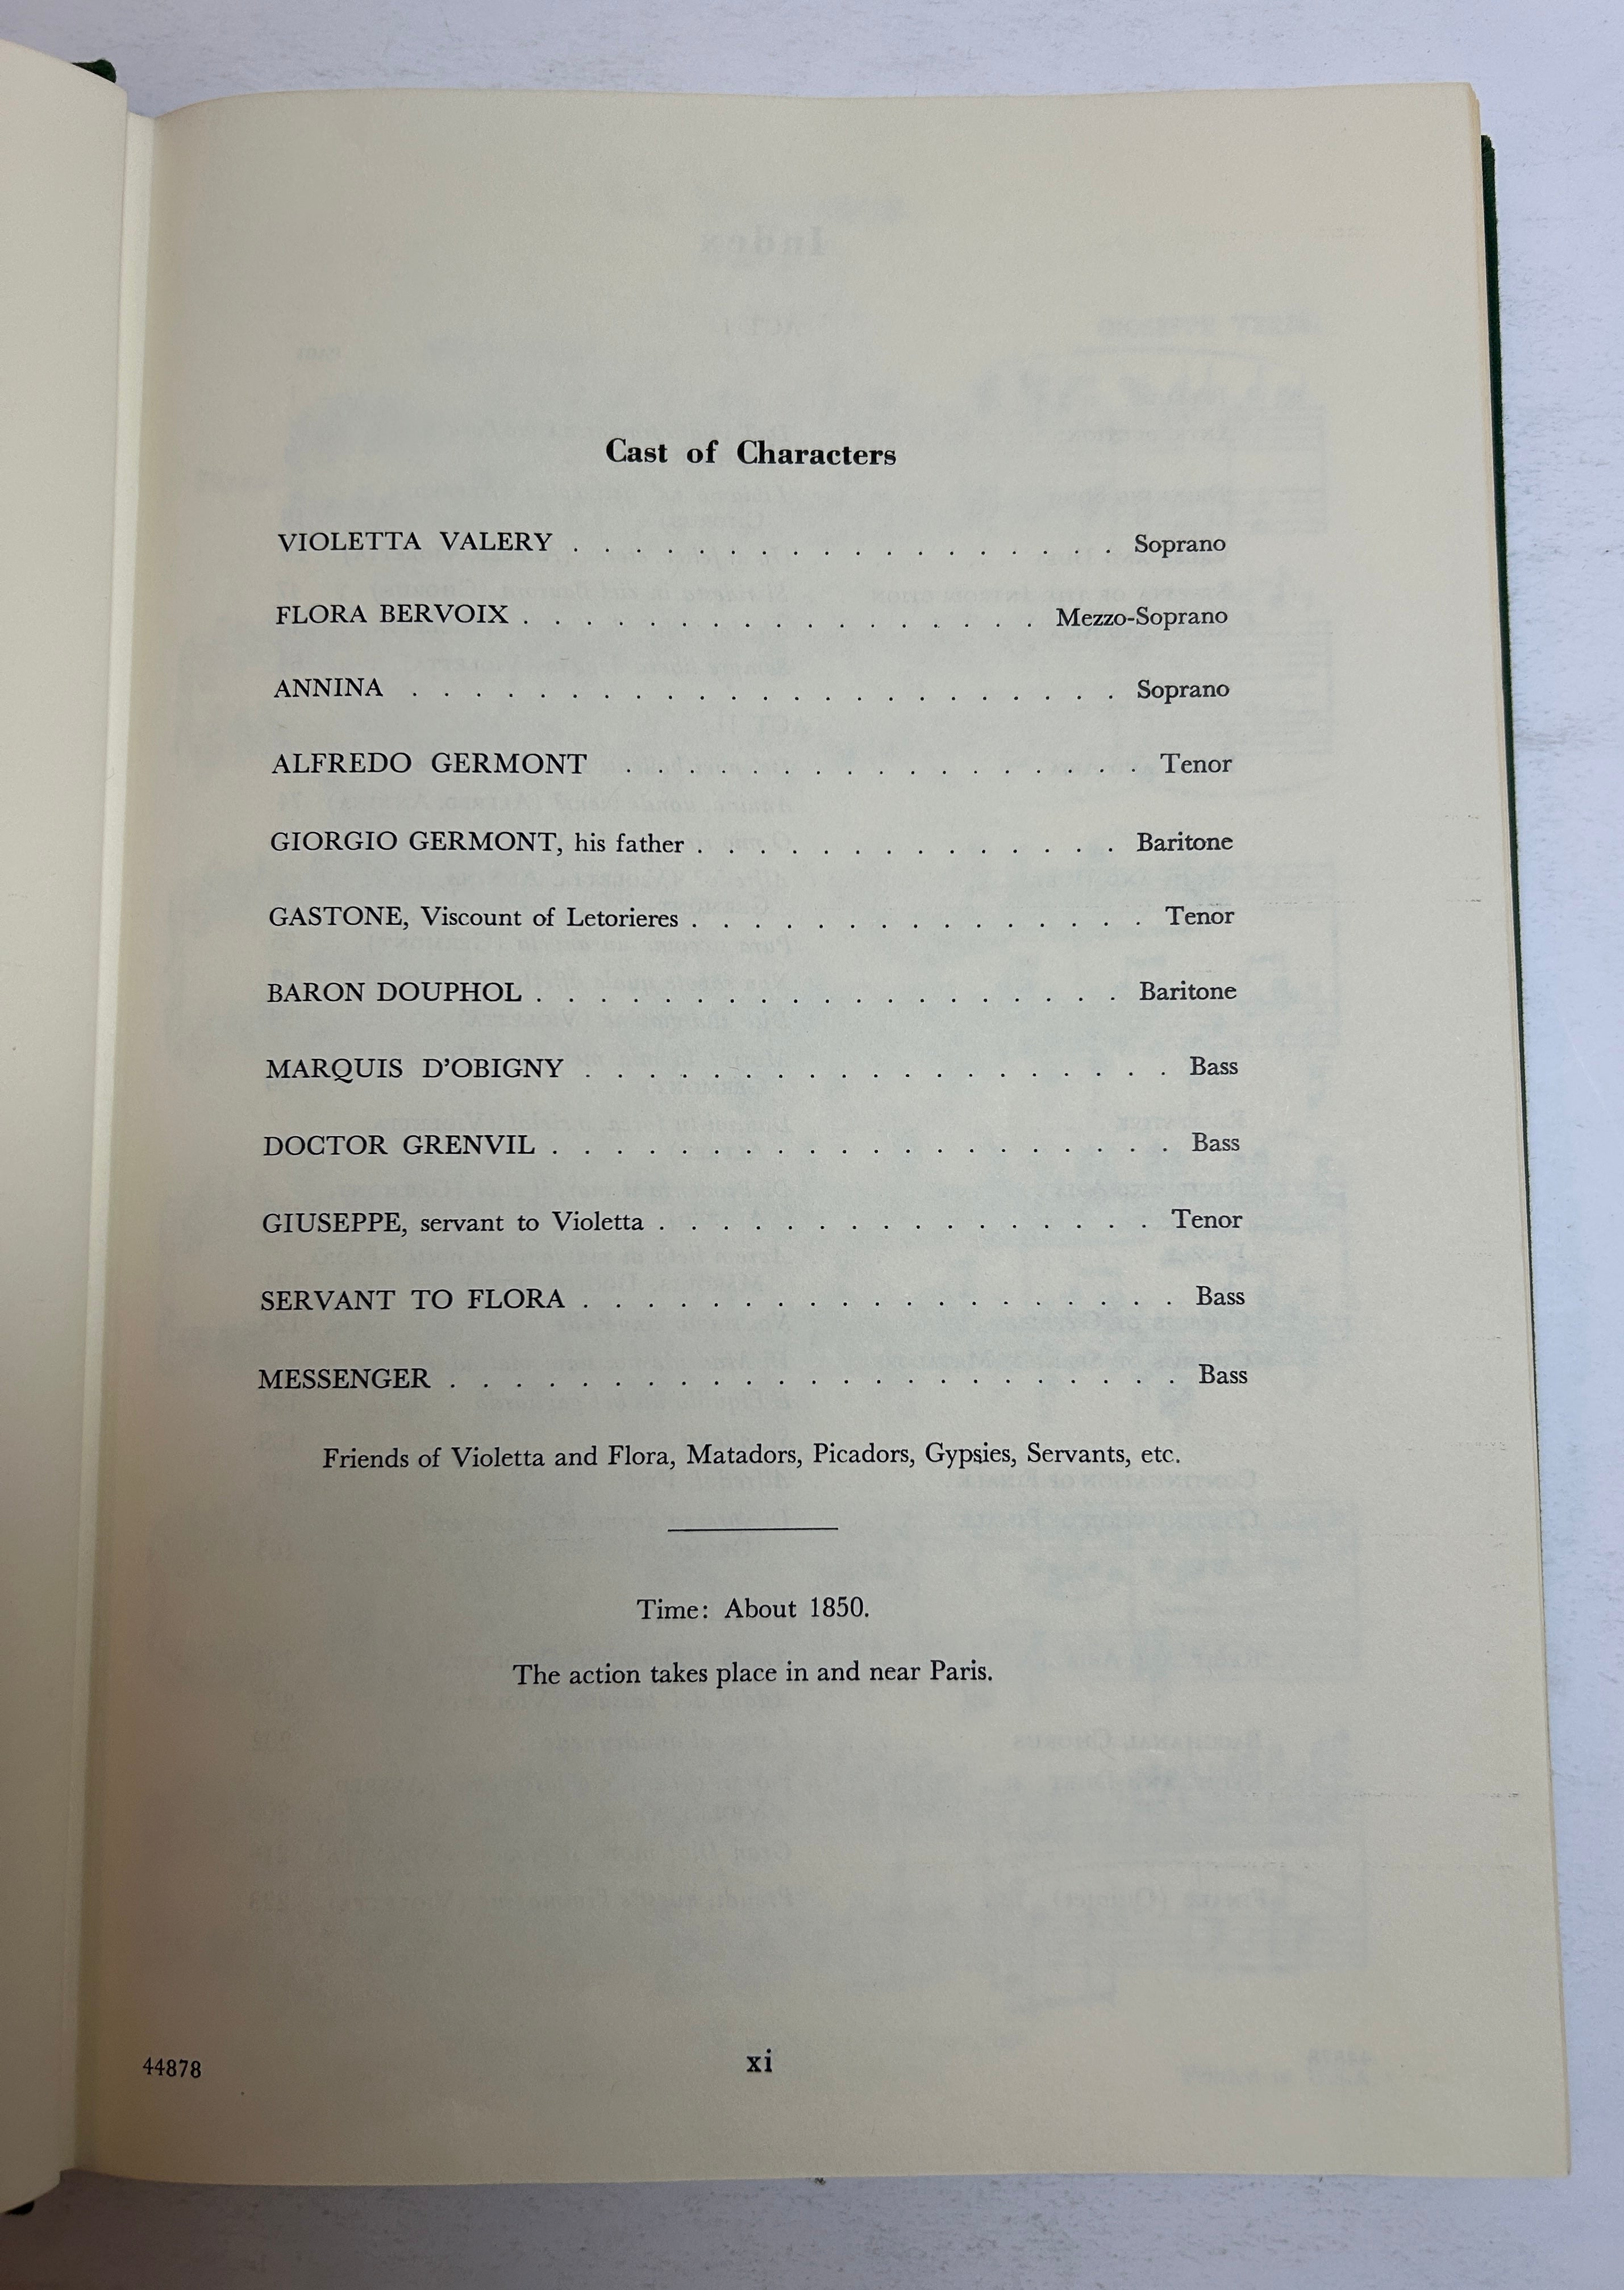 Cast of Characters
VIOLETTA VALERY . . . . . . . . . . . . . . . . . . Soprano
FLORA BERVOIX . . . . . . . . . . . . . . . . . Mezzo-Soprano
ANNINA . . . . . . . . . . . . . . . . . . . . . . . Soprano
ALFREDO GERMONT . . . . . . . . . . . . . . . . . Tenor
GIORGIO GERMONT, his father . . . . . . . . . . . . . . Baritone
GASTONE, Viscount of Letorieres . . . . . . . . . . . . . . . Tenor
BARON DOUPHOL . . . . . . . . . . . . . . . . . . . Baritone
MARQUIS D'OBIGNY . . . . . . . . . . . . . . . . . . . Bass
DOCTOR GRENVIL . . . . . . . . . . . . . . . . . . . . Bass
GIUSEPPE, servant to Violetta . . . . . . . . . . . . . . . . Tenor
SERVANT TO FLORA . . . . . . . . . . . . . . . . . . . Bass
MESSENGER . . . . . . . . . . . . . . . . . . . . . . . Bass
Friends of Violetta and Flora, Matadors, Picadors, Gypsies, Servants, etc.
Time: About 1850.
The action takes place in and near Paris.
44878
xi